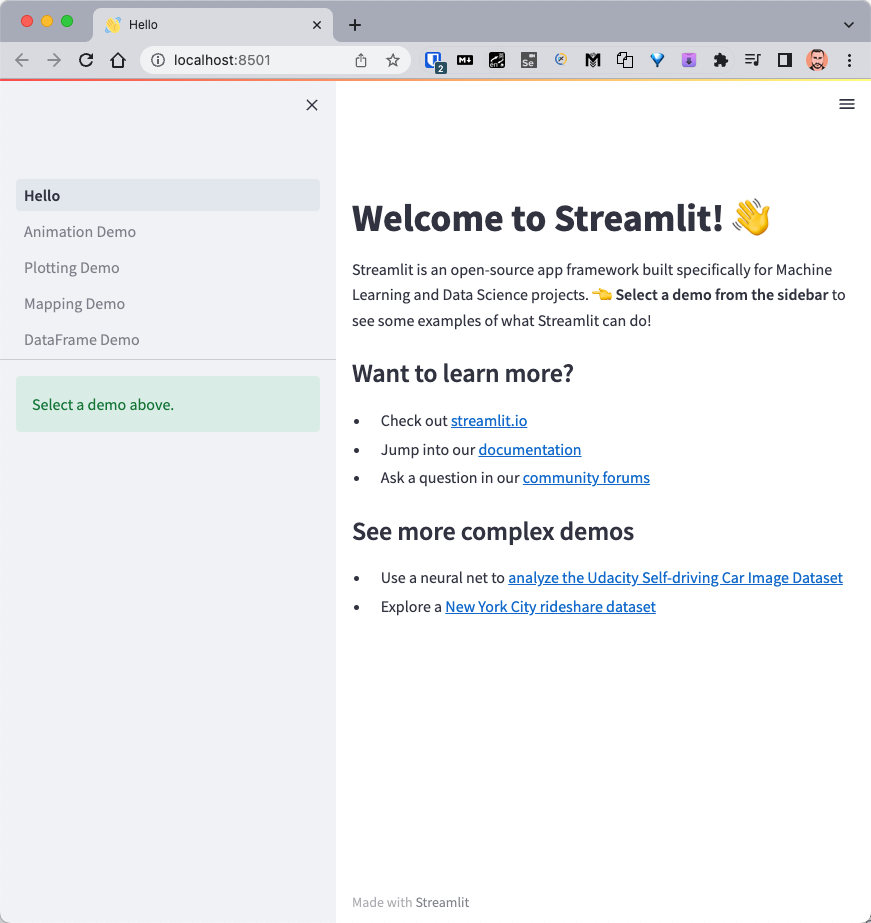 Hello
localhost:8501
2
M↓
en
Se
Hello
Animation Demo
Plotting Demo
Mapping Demo
DataFrame Demo
Select a demo above.
Welcome to Streamlit! 👋
Streamlit is an open-source app framework built specifically for Machine
Learning and Data Science projects. 👈 Select a demo from the sidebar to
see some examples of what Streamlit can do!
Want to learn more?
• Check out streamlit.io
• Jump into our documentation
• Ask a question in our community forums
See more complex demos
• Use a neural net to analyze the Udacity Self-driving Car Image Dataset
• Explore a New York City rideshare dataset
Made with Streamlit